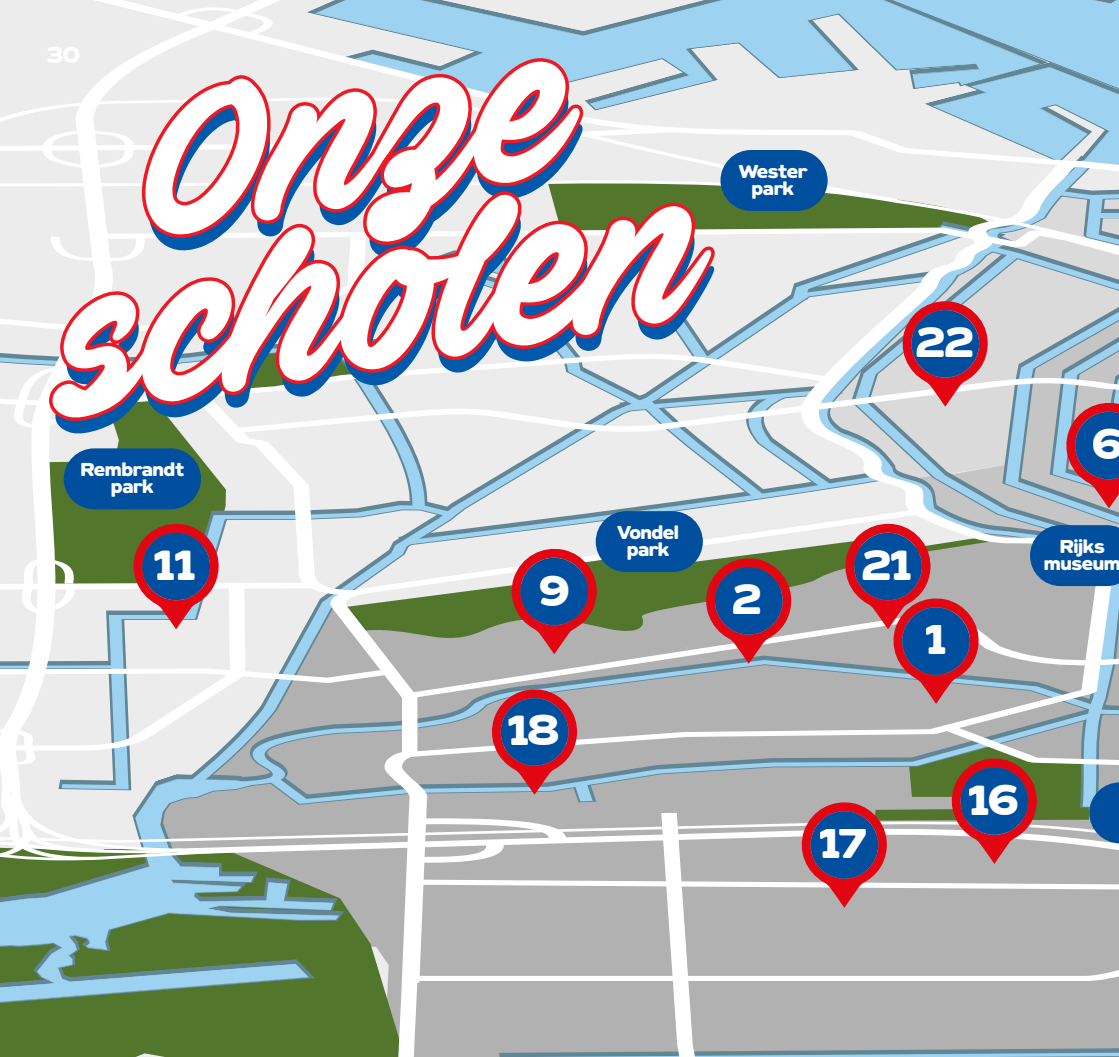 30
Onze
scholen
Wester
park
22
6
Rembrandt
park
11
Vondel
park
9
2
21
Rijks
museum
1
18
16
17